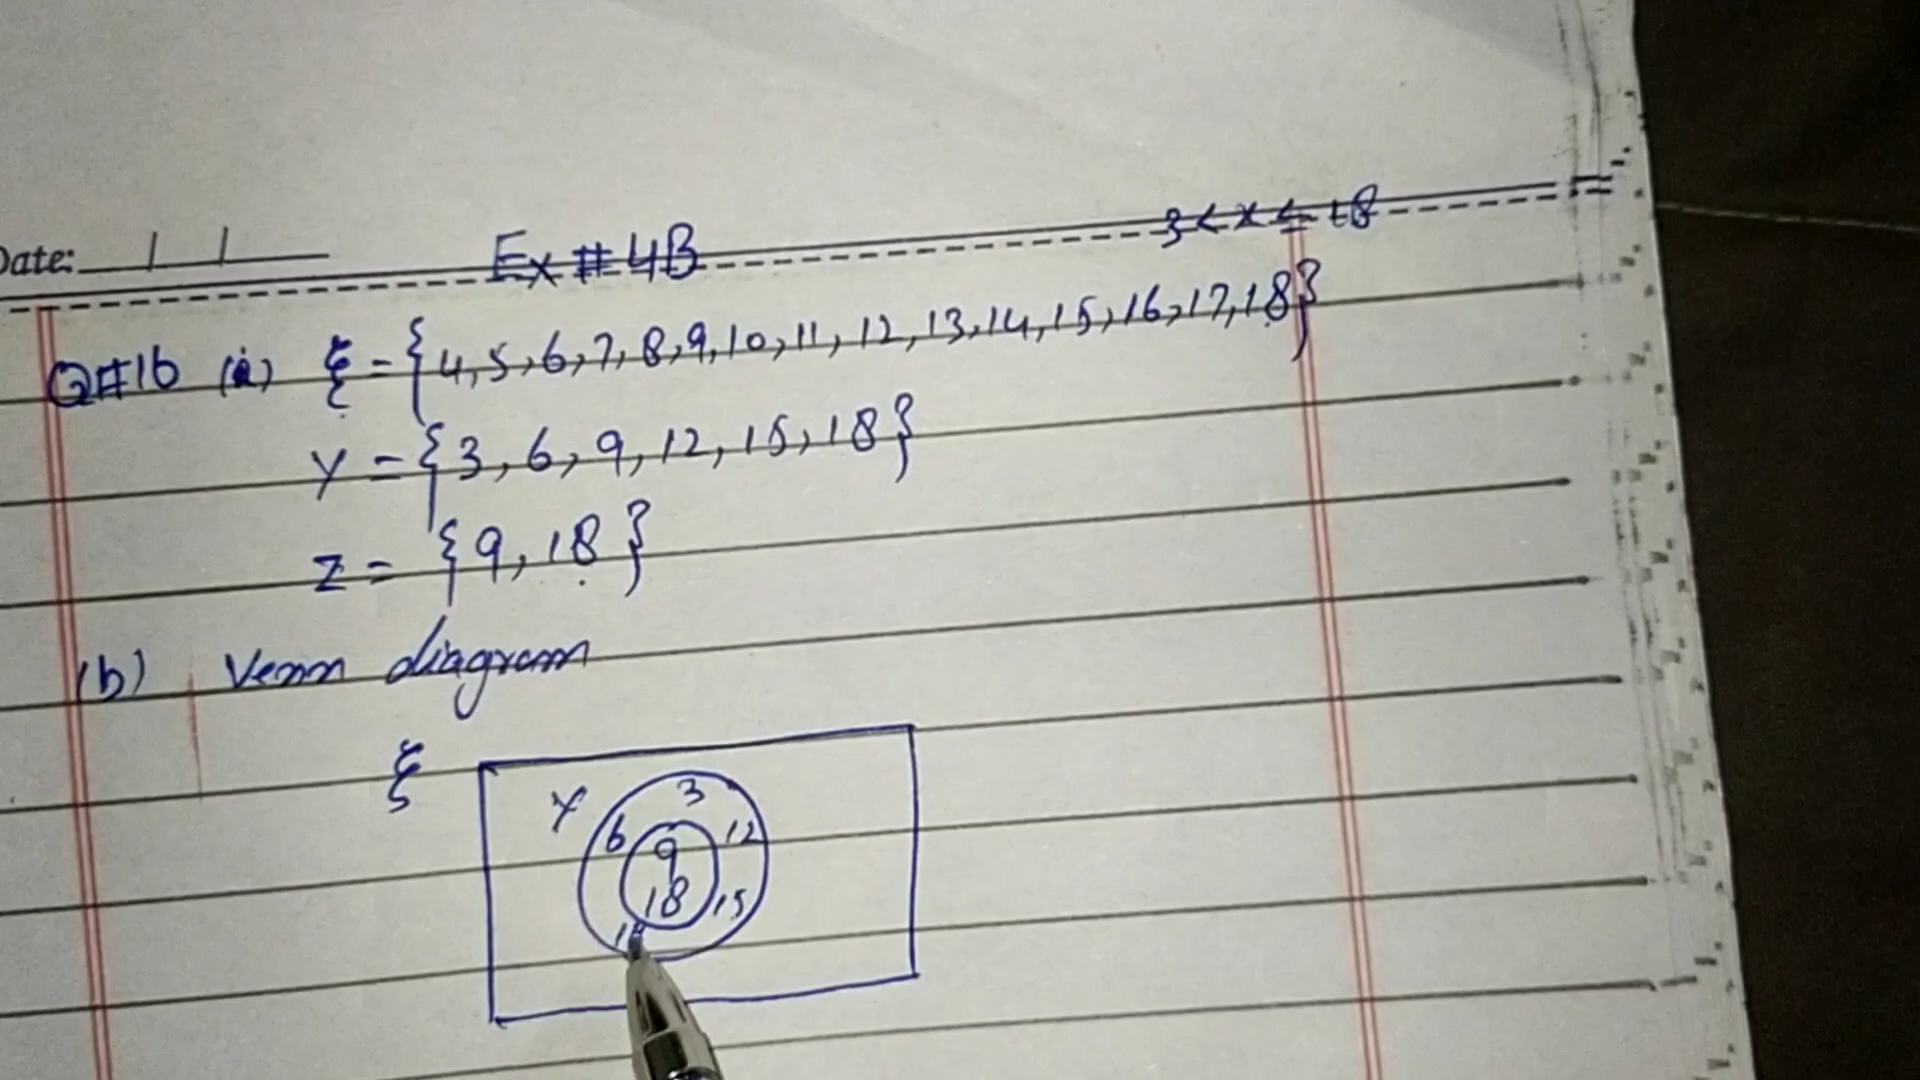 3 < x ≤ 18
Date:
Ex # 4B
Q#16 (a) ξ = {4,5,6,7,8,9,10,11,12,13,14,15,16,17,18}
Y = {3,6,9,12,15,18}
Z = {9,18}
(b) Venn diagram
ξ
Y 3
6 9 12
18 15